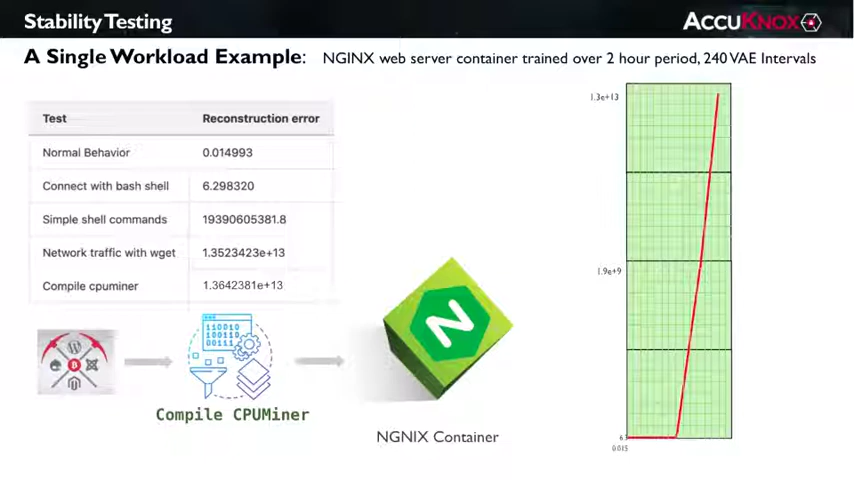 Stability Testing
ACCUKNOX
A Single Workload Example: NGINX web server container trained over 2 hour period, 240 VAE Intervals
Test Reconstruction error
Normal Behavior 0.014993
Connect with bash shell 6.298320
Simple shell commands 19390605381.8
Network traffic with wget 1.3523423e+13
Compile cpuminer 1.3642381e+13
110010
100110
00111
Compile CPUMiner
N
NGNIX Container
1.3e+13
1.9e+9
0.015